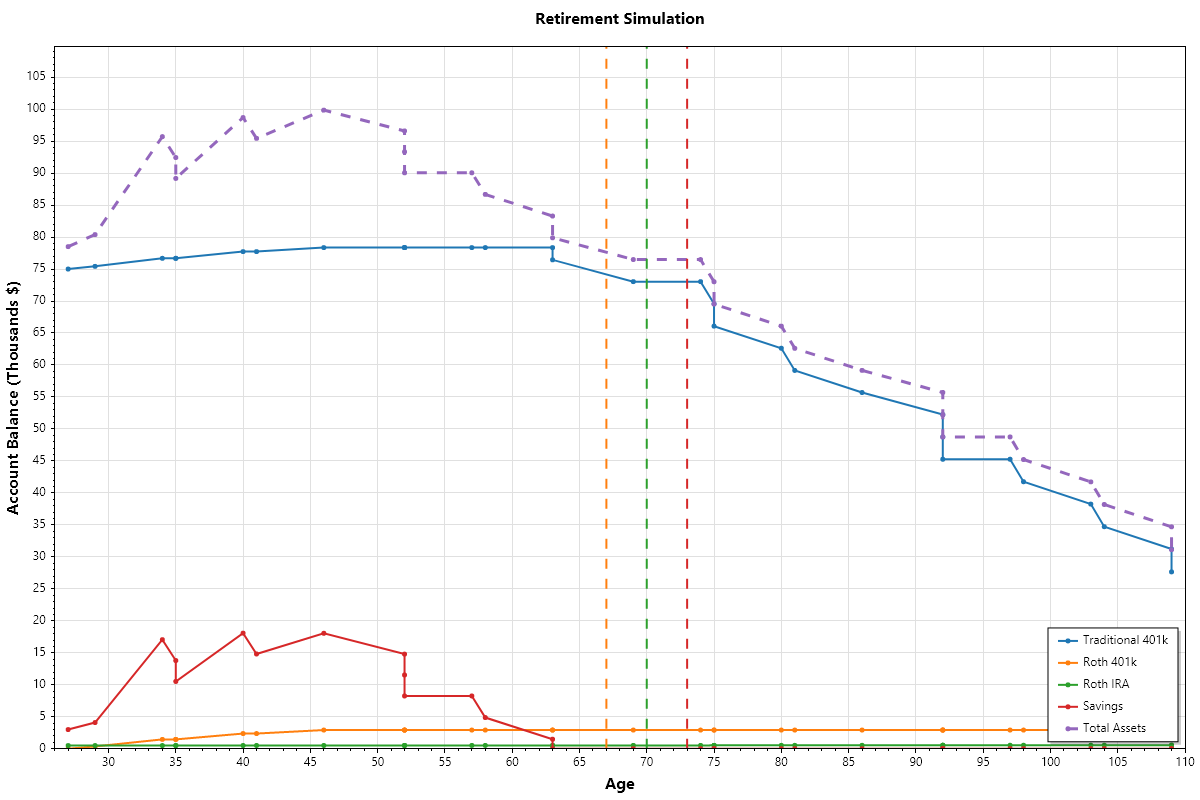 Retirement Simulation
Account Balance (Thousands $)
105
100
95
90
85
80
75
70
65
60
55
50
45
40
35
30
25
20
15
10
5
0
30 35 40 45 50 55 60 65 70 75 80 85 90 95 100 105 110
Age
Traditional 401k
Roth 401k
Roth IRA
Savings
Total Assets